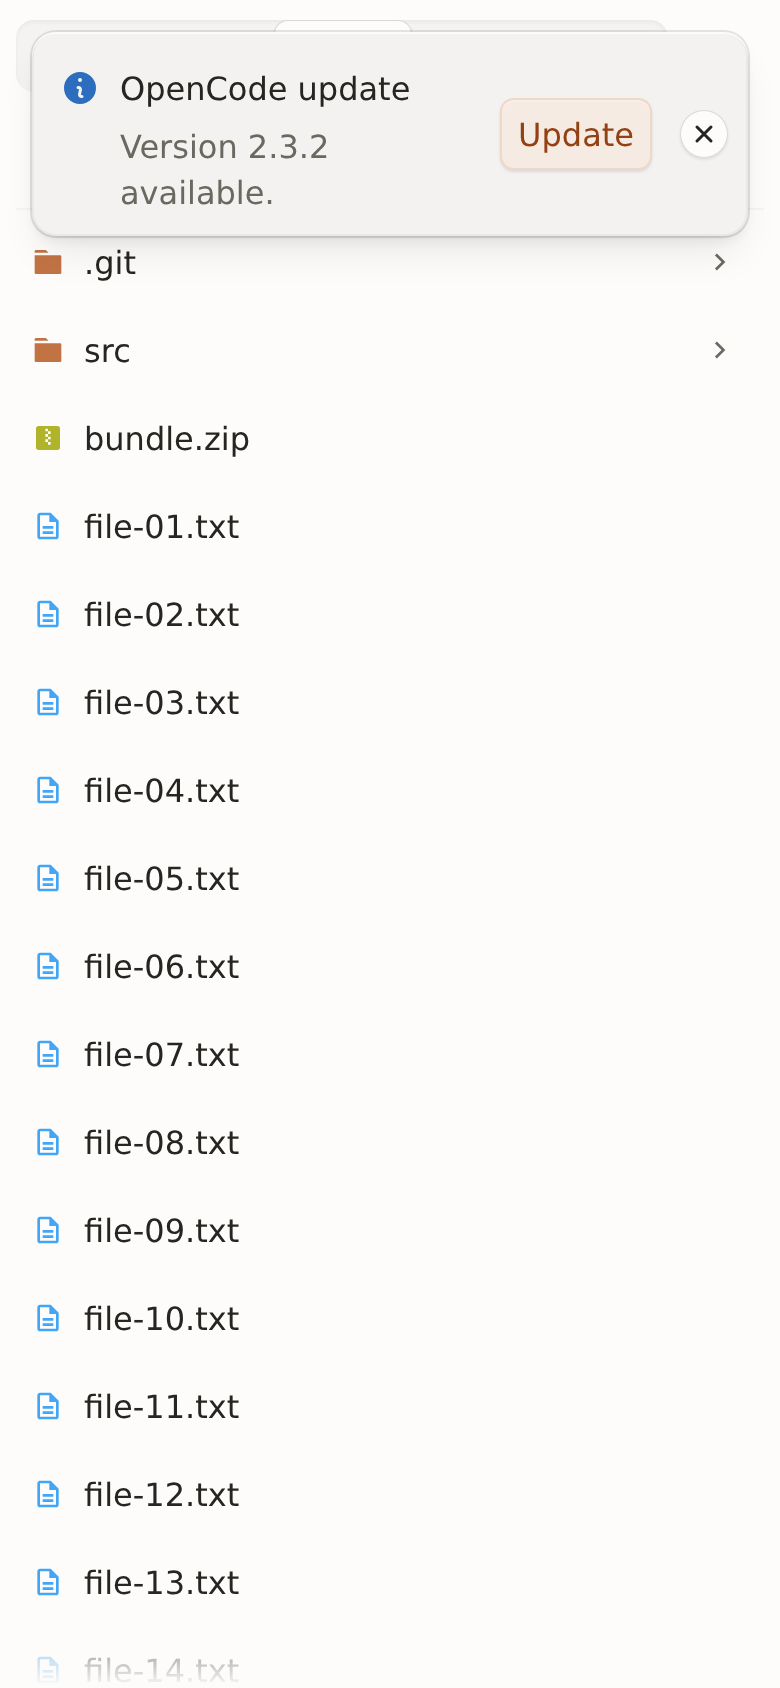 OpenCode update
Version 2.3.2
available.
Update
.git
src
bundle.zip
file-01.txt
file-02.txt
file-03.txt
file-04.txt
file-05.txt
file-06.txt
file-07.txt
file-08.txt
file-09.txt
file-10.txt
file-11.txt
file-12.txt
file-13.txt
file-14.txt